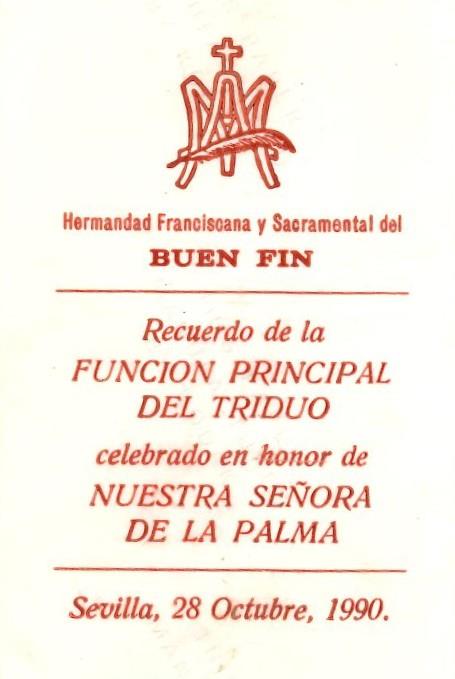 Hermandad Franciscana y Sacramental del
BUEN FIN
Recuerdo de la
FUNCION PRINCIPAL
DEL TRIDUO
celebrado en honor de
NUESTRA SEÑORA
DE LA PALMA
Sevilla, 28 Octubre, 1990.